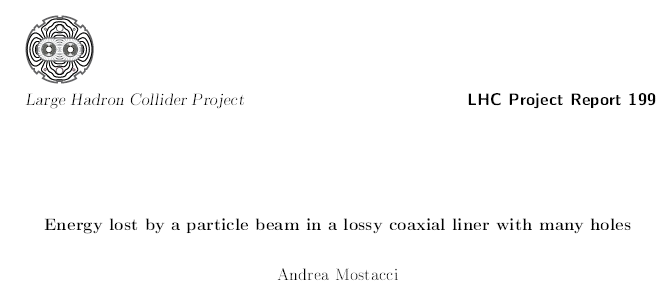 Large Hadron Collider Project
LHC Project Report 199
Energy lost by a particle beam in a lossy coaxial liner with many holes
Andrea Mostacci